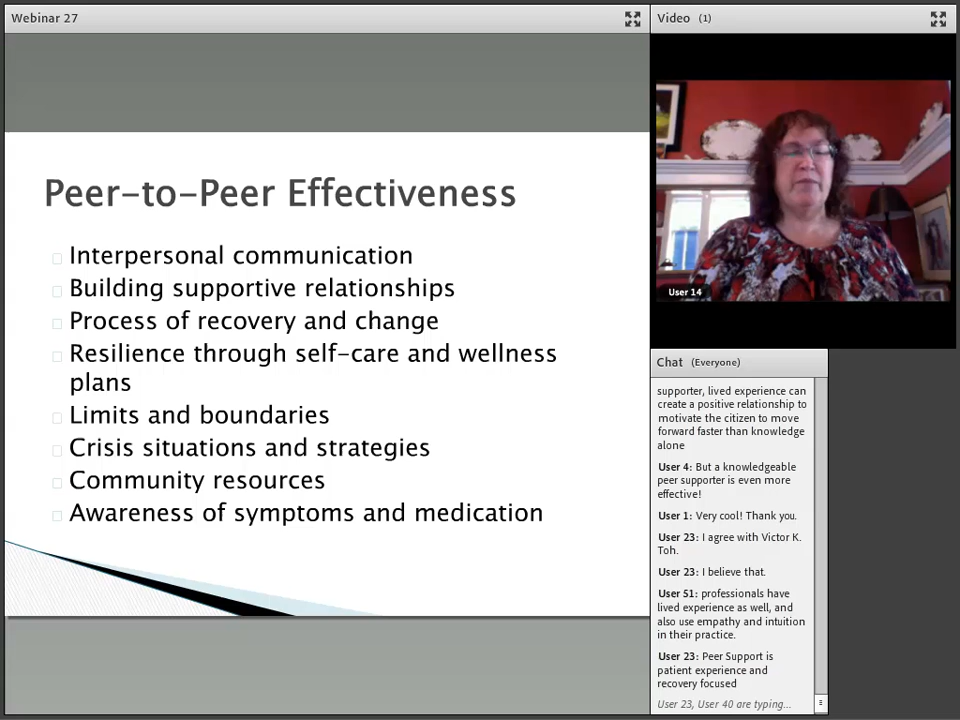 Webinar 27
Peer-to-Peer Effectiveness
Interpersonal communication
Building supportive relationships
Process of recovery and change
Resilience through self-care and wellness
plans
Limits and boundaries
Crisis situations and strategies
Community resources
Awareness of symptoms and medication
Video (1)
User 14
Chat (Everyone)
supporter, lived experience can
create a positive relationship to
motivate the citizen to move
forward faster than knowledge
alone
User 4: But a knowledgeable
peer supporter is even more
effective!
User 1: Very cool! Thank you.
User 23: I agree with Victor K.
Toh.
User 23: I believe that.
User 51: professionals have
lived experience as well, and
also use empathy and intuition
in their practice.
User 23: Peer Support is
patient experience and
recovery focused
User 23, User 40 are typing...